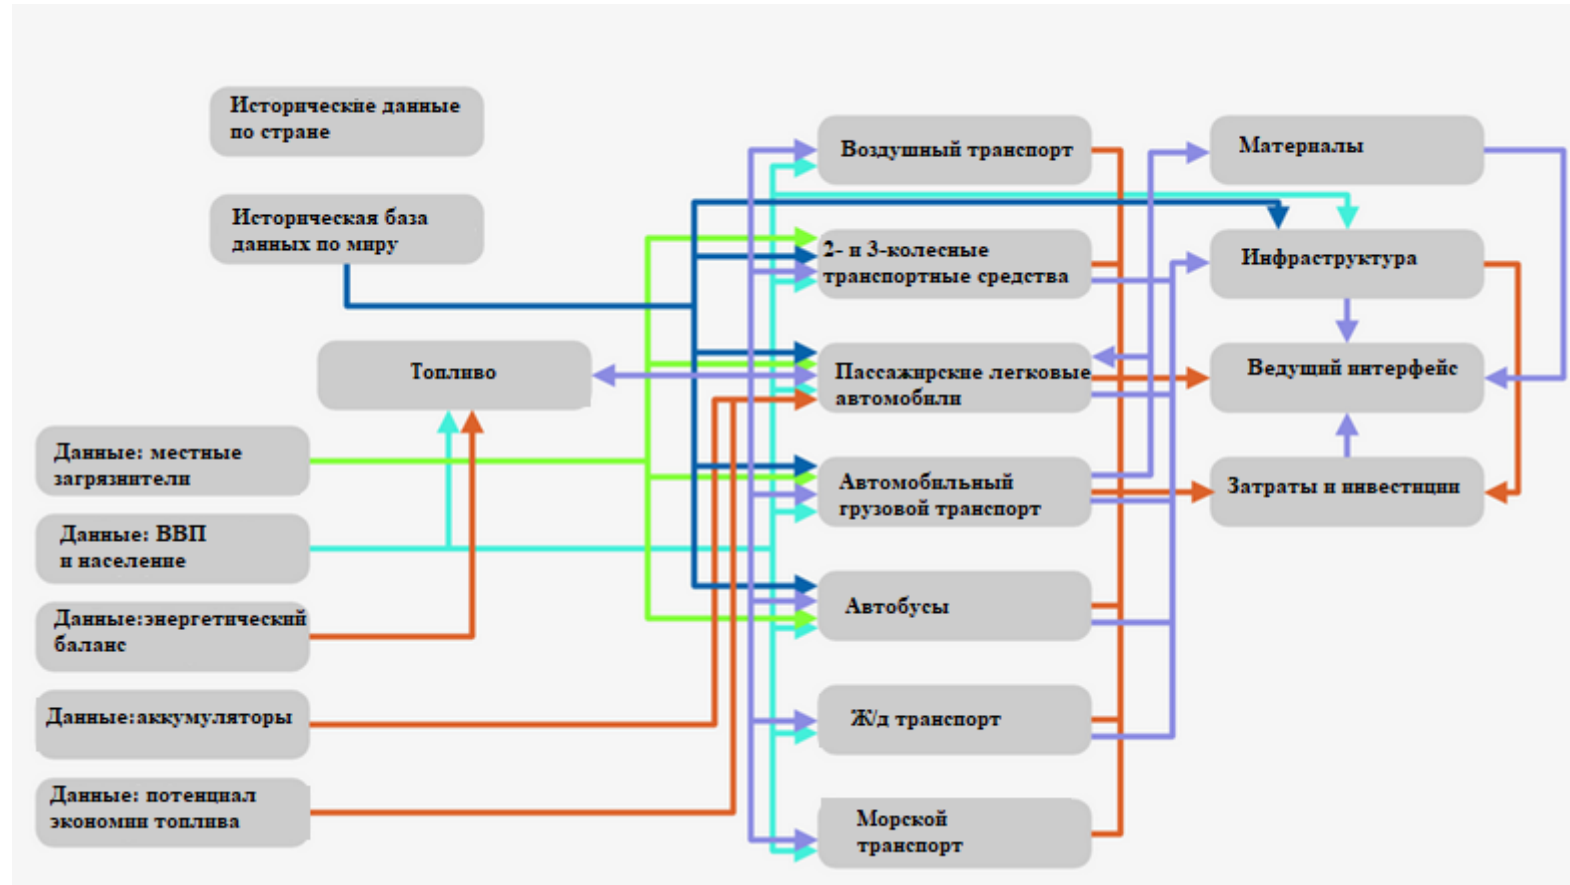 Исторические данные
по стране
Историческая база
данных по миру
Топливо
Данные: местные
загрязнители
Данные: ВВП
и население
Данные:энергетический
баланс
Данные:аккумуляторы
Данные: потенциал
экономии топлива
Воздушный транспорт
2- и 3-колесные
транспортные средства
Пассажирские легковые
автомобили
Автомобильный
грузовой транспорт
Автобусы
Ж/д транспорт
Морской
транспорт
Материалы
Инфраструктура
Ведущий интерфейс
Затраты и инвестиции